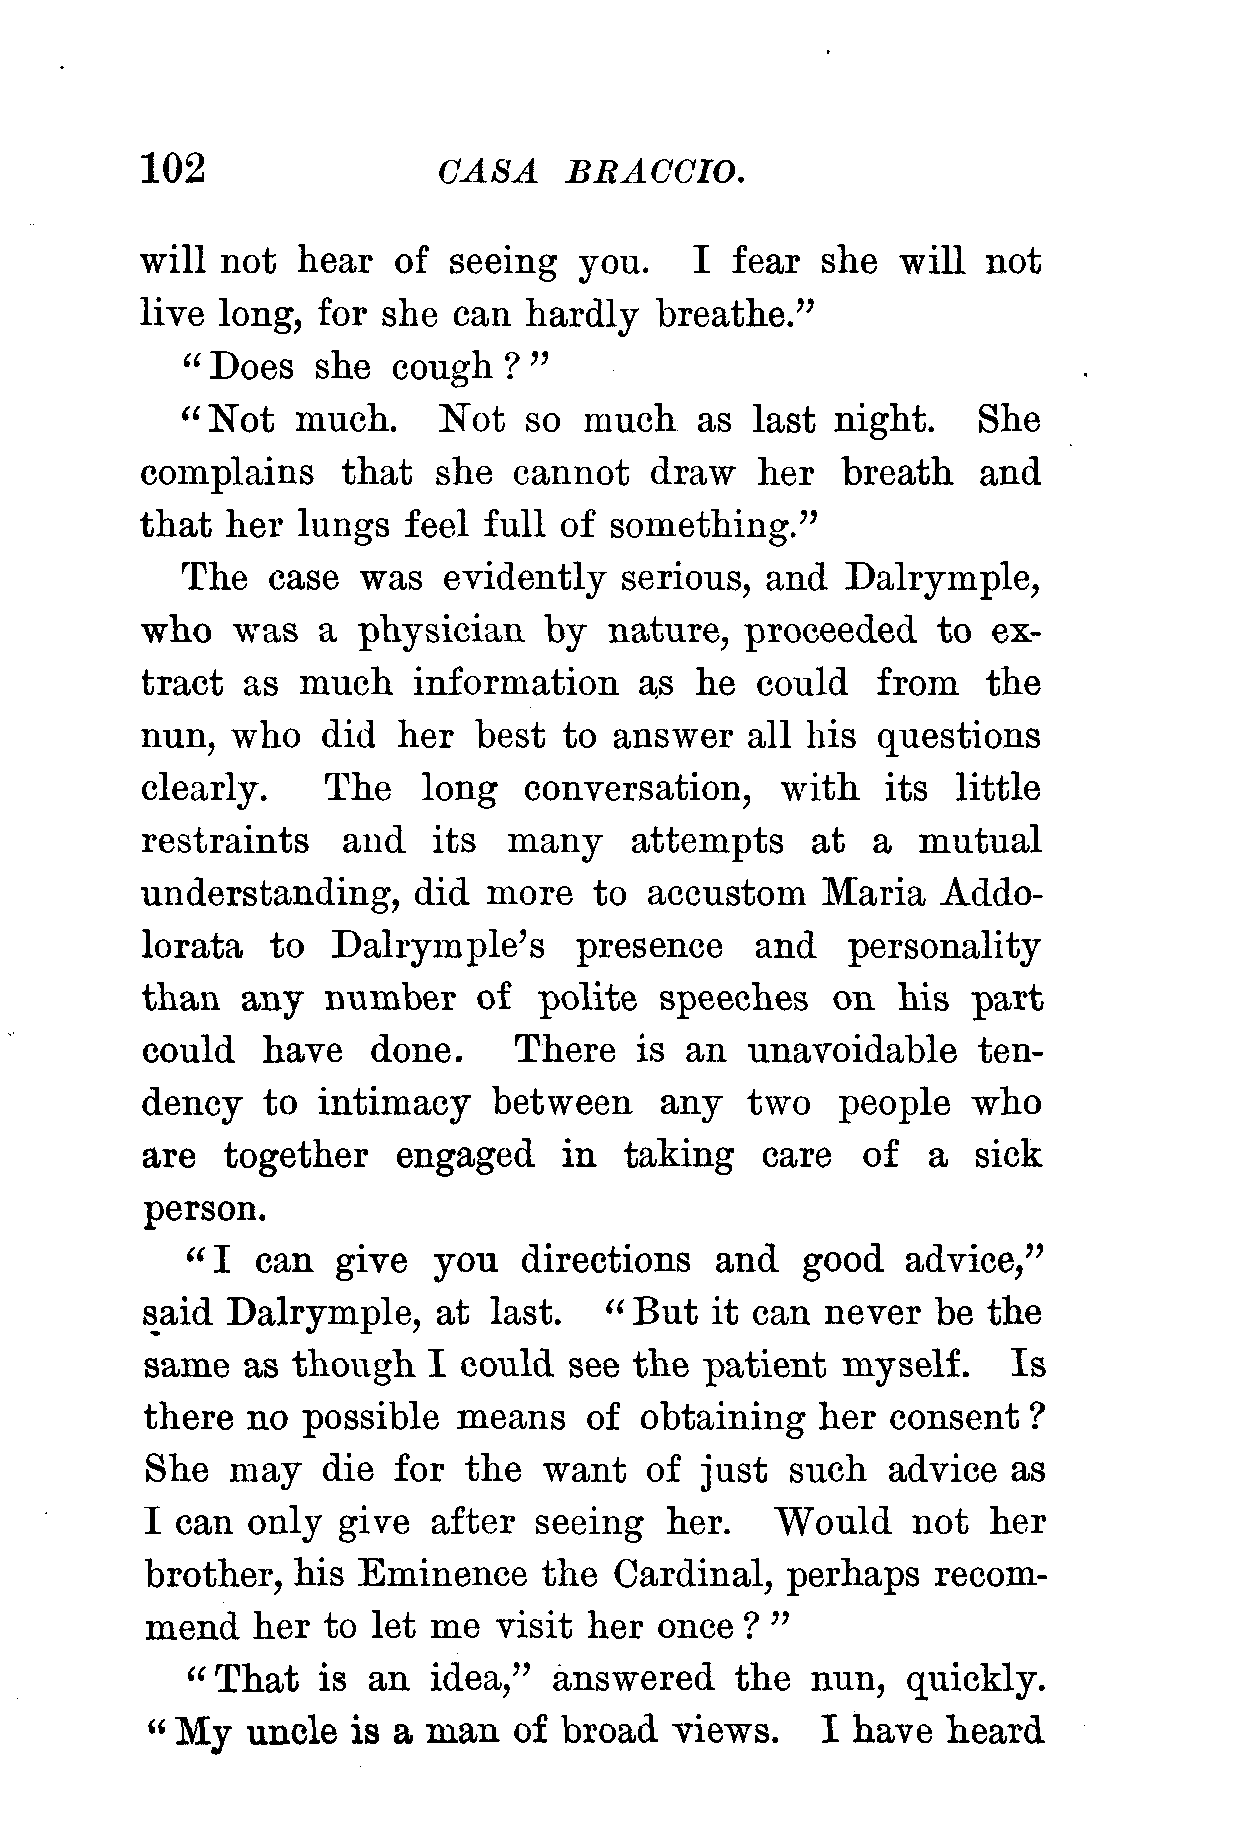 102 CASA BRACCIO.
will not hear of seeing you. I fear she will not
live long, for she can hardly breathe."
"Does she cough?"
"Not much. Not so much as last night. She
complains that she cannot draw her breath and
that her lungs feel full of something."
The case was evidently serious, and Dalrymple,
who was a physician by nature, proceeded to ex-
tract as much information as he could from the
nun, who did her best to answer all his questions
clearly. The long conversation, with its little
restraints and its many attempts at a mutual
understanding, did more to accustom Maria Addo-
lorata to Dalrymple's presence and personality
than any number of polite speeches on his part
could have done. There is an unavoidable ten-
dency to intimacy between any two people who
are together engaged in taking care of a sick
person.
"I can give you directions and good advice,"
said Dalrymple, at last. "But it can never be the
same as though I could see the patient myself. Is
there no possible means of obtaining her consent?
She may die for the want of just such advice as
I can only give after seeing her. Would not her
brother, his Eminence the Cardinal, perhaps recom-
mend her to let me visit her once?"
"That is an idea," answered the nun, quickly.
"My uncle is a man of broad views. I have heard